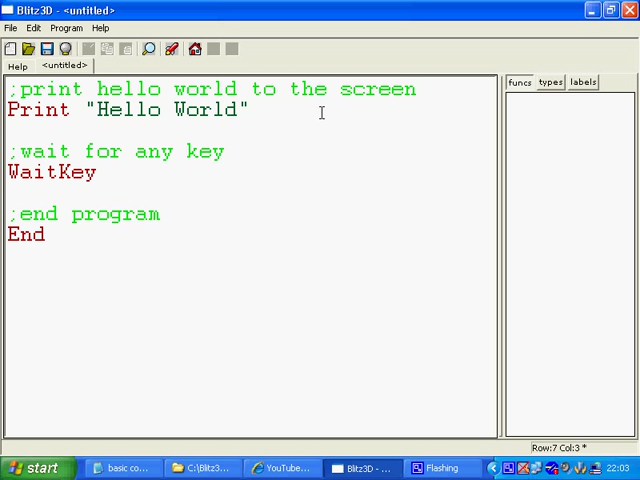 Blitz3D - <untitled>
File Edit Program Help
Help <untitled>
funcs types labels
;print hello world to the screen
Print "Hello World"
;wait for any key
WaitKey
;end program
End
Row:7 Col:3 *
start basic co... C:\Blitz3... YouTube... Blitz3D - ... Flashing 22:03